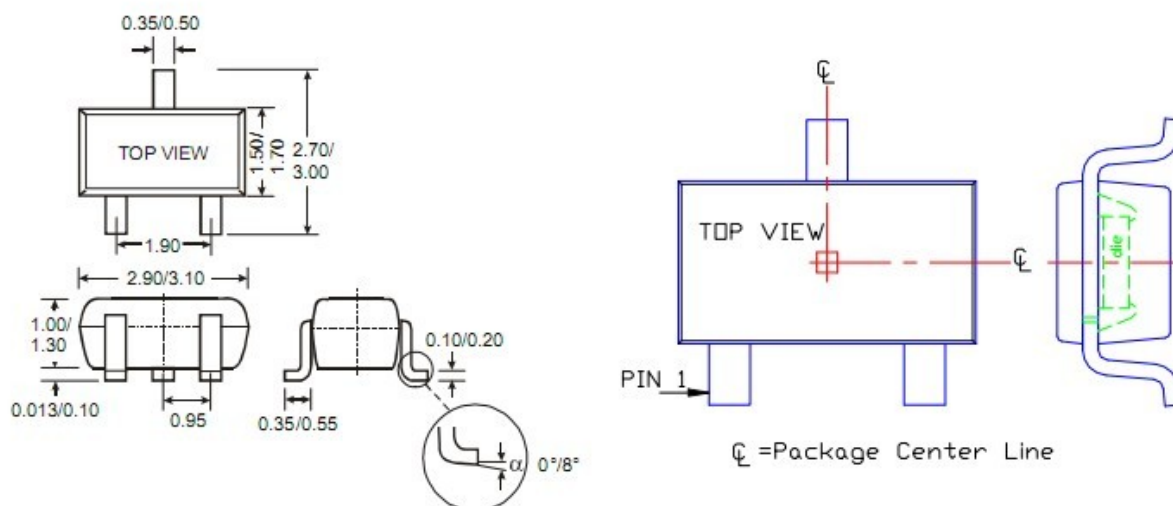 0.35/0.50
TOP VIEW
1.50/
1.70
2.70/
3.00
1.90
2.90/3.10
1.00/
1.30
0.013/0.10
0.95
0.35/0.55
0.10/0.20
α
0°/8°
℄
TOP VIEW
℄
die
PIN 1
℄ =Package Center Line